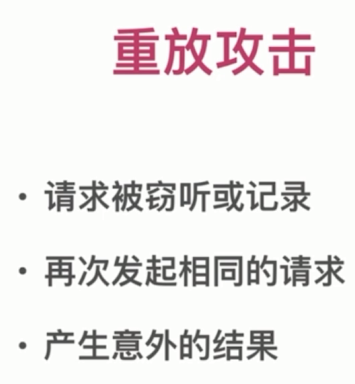 重放攻击
• 请求被窃听或记录
• 再次发起相同的请求
• 产生意外的结果